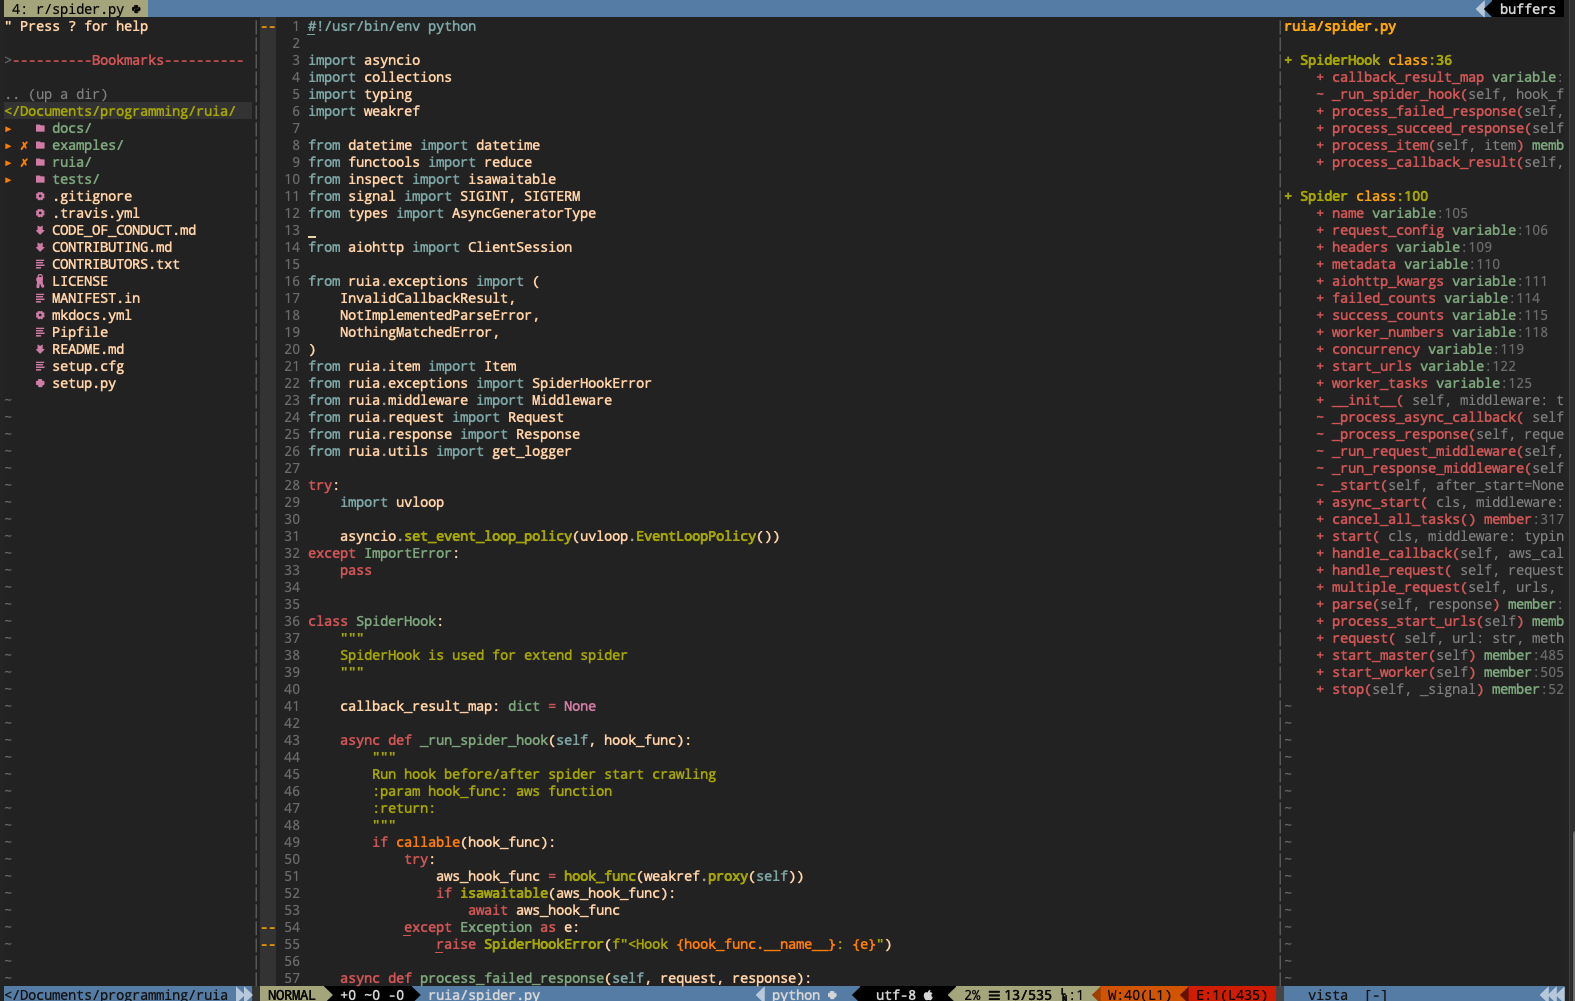 4: r/spider.py
buffers
" Press ? for help
>----------Bookmarks----------
.. (up a dir)
</Documents/programming/ruia/
▸ docs/
▸ ✗ examples/
▸ ✗ ruia/
▸ tests/
.gitignore
.travis.yml
CODE_OF_CONDUCT.md
CONTRIBUTING.md
CONTRIBUTORS.txt
LICENSE
MANIFEST.in
mkdocs.yml
Pipfile
README.md
setup.cfg
setup.py
-- 1 #!/usr/bin/env python
2
3 import asyncio
4 import collections
5 import typing
6 import weakref
7
8 from datetime import datetime
9 from functools import reduce
10 from inspect import isawaitable
11 from signal import SIGINT, SIGTERM
12 from types import AsyncGeneratorType
13
14 from aiohttp import ClientSession
15
16 from ruia.exceptions import (
17     InvalidCallbackResult,
18     NotImplementedParseError,
19     NothingMatchedError,
20 )
21 from ruia.item import Item
22 from ruia.exceptions import SpiderHookError
23 from ruia.middleware import Middleware
24 from ruia.request import Request
25 from ruia.response import Response
26 from ruia.utils import get_logger
27
28 try:
29     import uvloop
30
31     asyncio.set_event_loop_policy(uvloop.EventLoopPolicy())
32 except ImportError:
33     pass
34
35
36 class SpiderHook:
37     """
38     SpiderHook is used for extend spider
39     """
40
41     callback_result_map: dict = None
42
43     async def _run_spider_hook(self, hook_func):
44         """
45         Run hook before/after spider start crawling
46         :param hook_func: aws function
47         :return:
48         """
49         if callable(hook_func):
50             try:
51                 aws_hook_func = hook_func(weakref.proxy(self))
52                 if isawaitable(aws_hook_func):
53                     await aws_hook_func
-- 54             except Exception as e:
-- 55                 raise SpiderHookError(f"<Hook {hook_func.__name__}: {e}")
56
57     async def process_failed_response(self, request, response):
ruia/spider.py
+ SpiderHook class:36
+ callback_result_map variable:
~ _run_spider_hook(self, hook_f
+ process_failed_response(self,
+ process_succeed_response(self
+ process_item(self, item) memb
+ process_callback_result(self,
+ Spider class:100
+ name variable:105
+ request_config variable:106
+ headers variable:109
+ metadata variable:110
+ aiohttp_kwargs variable:111
+ failed_counts variable:114
+ success_counts variable:115
+ worker_numbers variable:118
+ concurrency variable:119
+ start_urls variable:122
+ worker_tasks variable:125
+ __init__( self, middleware: t
~ _process_async_callback( self
~ _process_response(self, reque
~ _run_request_middleware(self,
~ _run_response_middleware(self
~ _start(self, after_start=None
+ async_start( cls, middleware:
+ cancel_all_tasks() member:317
+ start( cls, middleware: typin
+ handle_callback(self, aws_cal
+ handle_request( self, request
+ multiple_request(self, urls,
+ parse(self, response) member:
+ process_start_urls(self) memb
+ request( self, url: str, meth
+ start_master(self) member:485
+ start_worker(self) member:505
+ stop(self, _signal) member:52
</Documents/programming/ruia
NORMAL +0 ~0 -0 ruia/spider.py python utf-8 2% ☰ 13/535 :1 W:40(L1) E:1(L435)
vista [-]